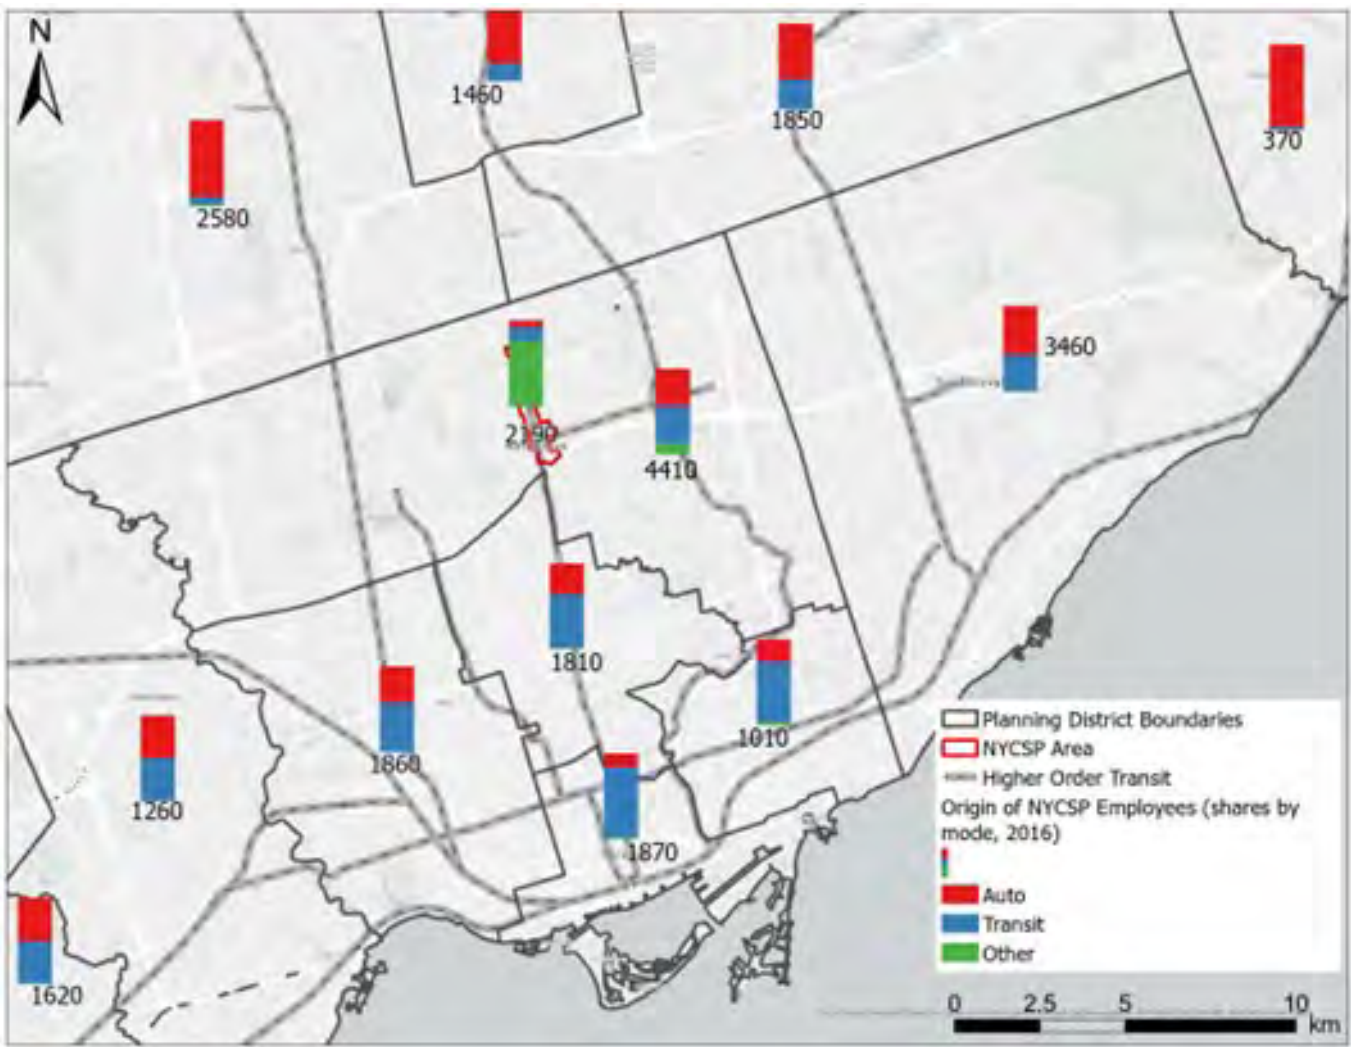 N
1460
1850
370
2580
3460
2190
4410
1810
1010
1860
1260
1870
1620
Planning District Boundaries
NYCSP Area
Higher Order Transit
Origin of NYCSP Employees (shares by
mode, 2016)
Auto
Transit
Other
0 2.5 5 10
km